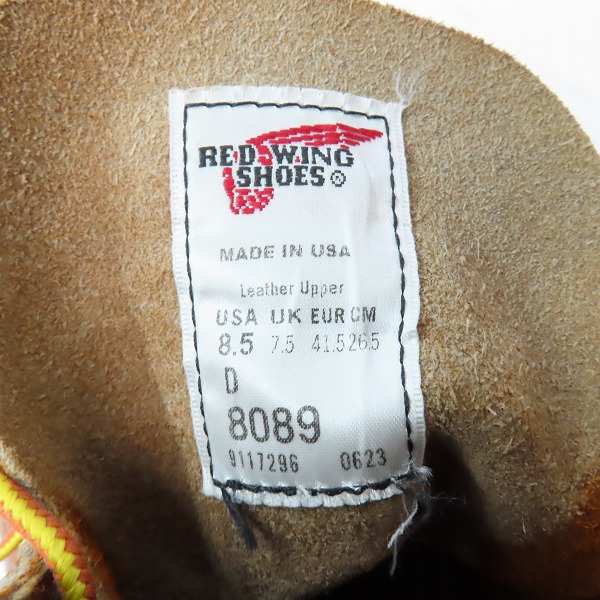 RED WING
SHOES®
MADE IN USA
Leather Upper
USA UK EUR CM
8.5 7.5 41.5 26.5
D
8089
9117296 0623